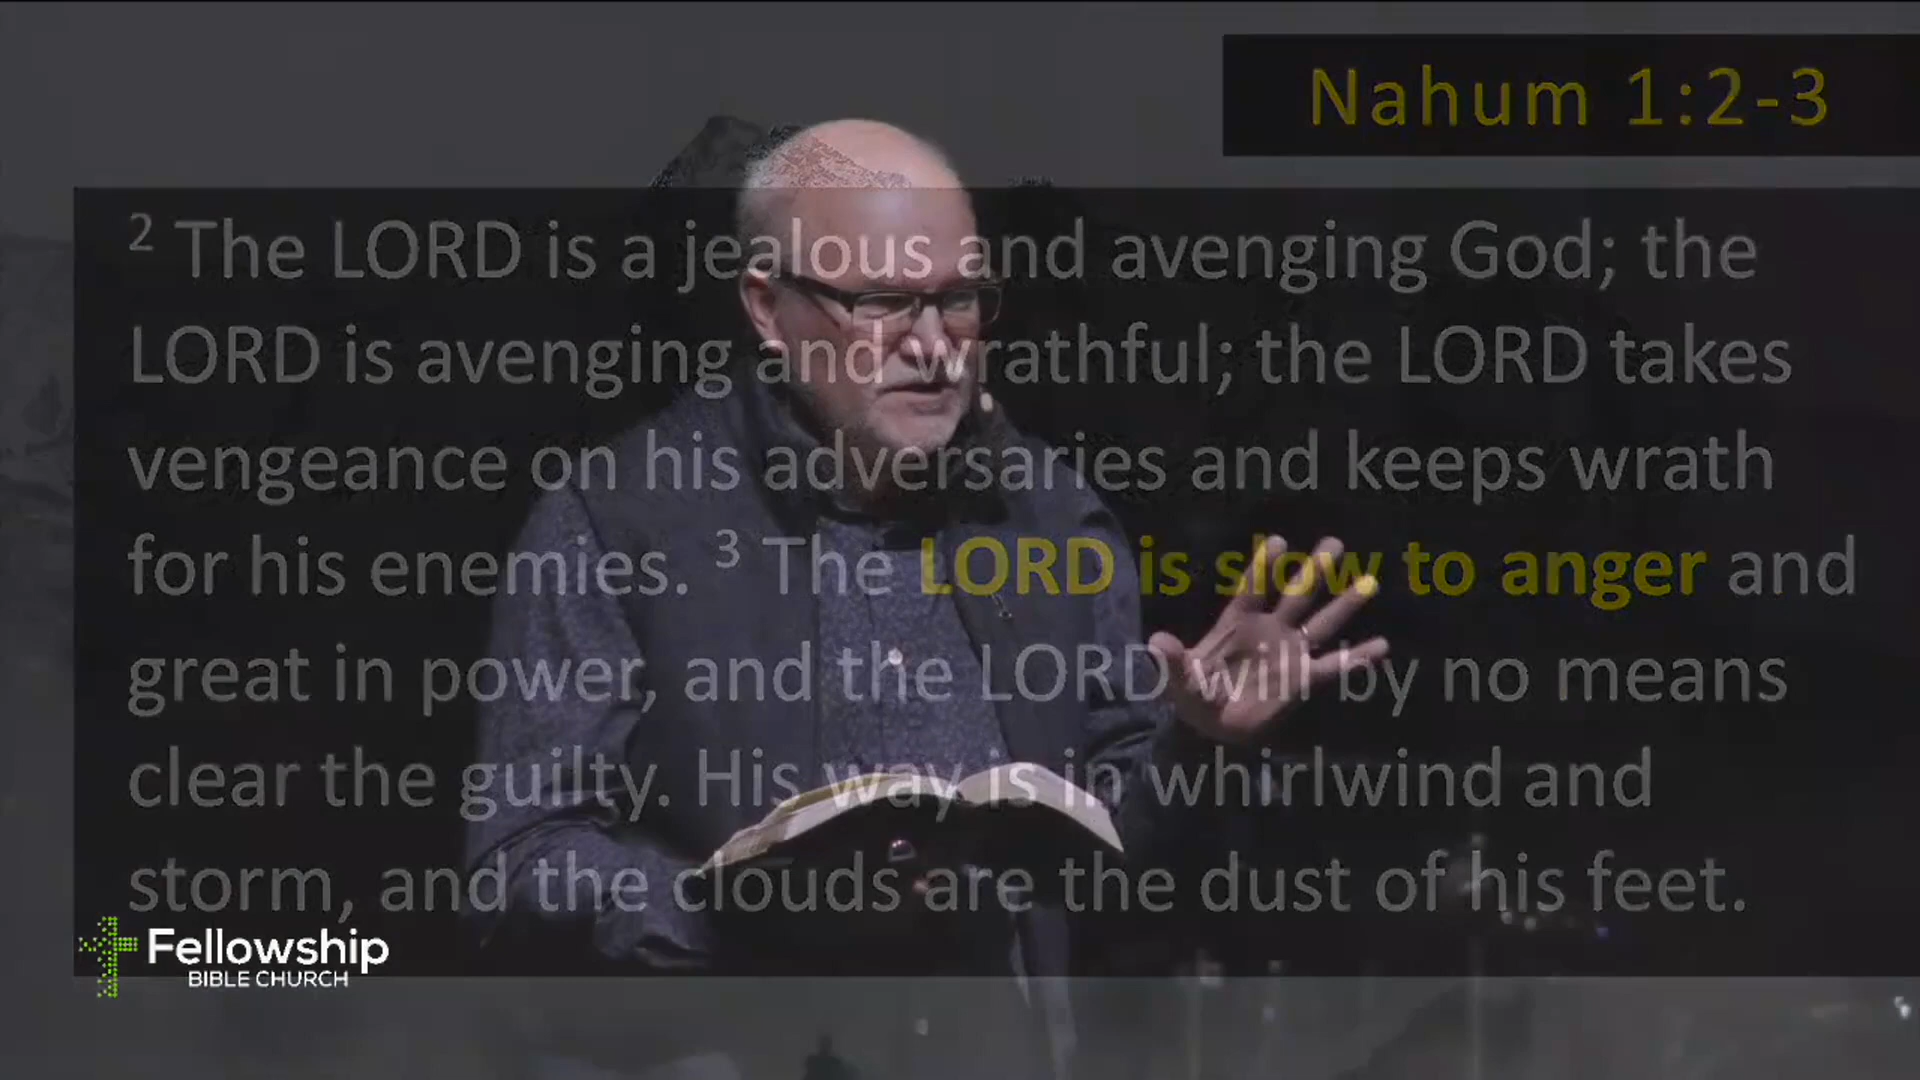 Nahum 1:2-3
2 The LORD is a jealous and avenging God; the
LORD is avenging and wrathful; the LORD takes
vengeance on his adversaries and keeps wrath
for his enemies. 3 The LORD is slow to anger and
great in power, and the LORD will by no means
clear the guilty. His way is in whirlwind and
storm, and the clouds are the dust of his feet.
Fellowship
BIBLE CHURCH